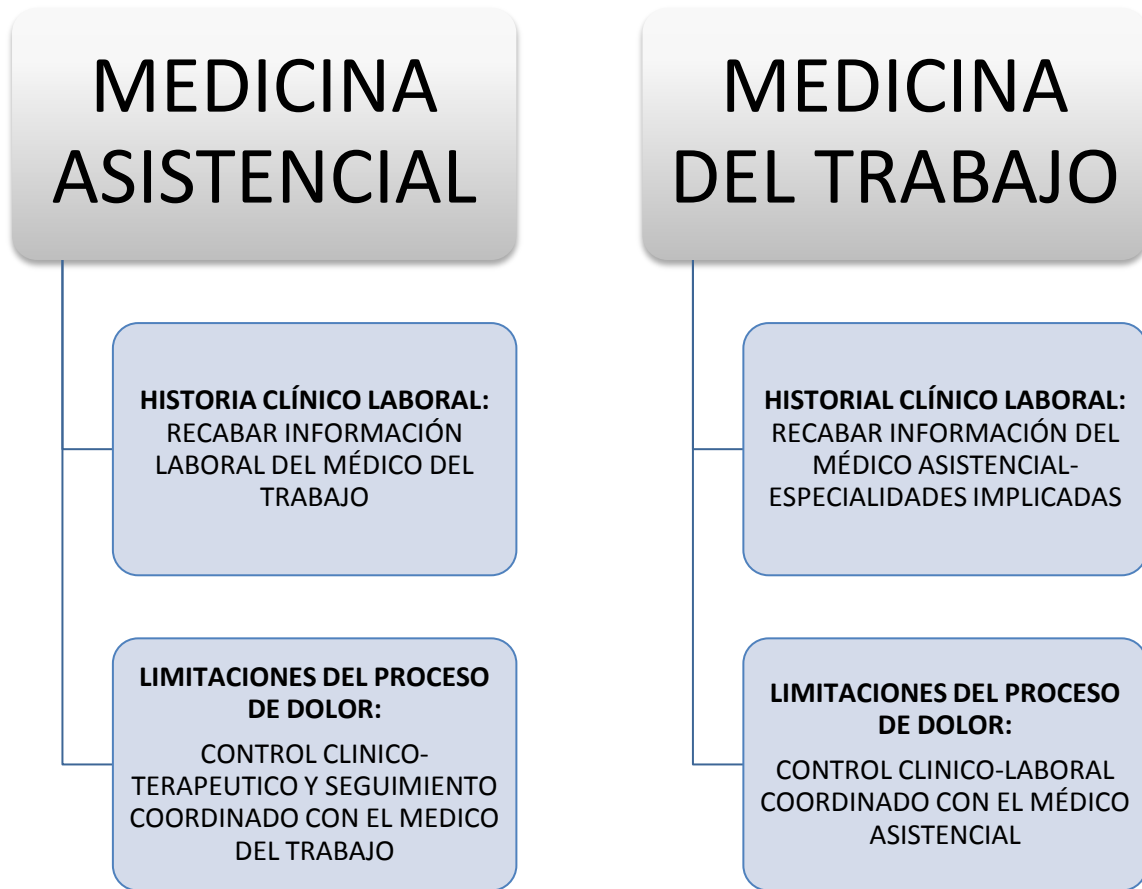 MEDICINA
ASISTENCIAL
HISTORIA CLÍNICO LABORAL:
RECABAR INFORMACIÓN
LABORAL DEL MÉDICO DEL
TRABAJO
LIMITACIONES DEL PROCESO
DE DOLOR:
CONTROL CLINICO-
TERAPEUTICO Y SEGUIMIENTO
COORDINADO CON EL MEDICO
DEL TRABAJO
MEDICINA
DEL TRABAJO
HISTORIAL CLÍNICO LABORAL:
RECABAR INFORMACIÓN DEL
MÉDICO ASISTENCIAL-
ESPECIALIDADES IMPLICADAS
LIMITACIONES DEL PROCESO
DE DOLOR:
CONTROL CLINICO-LABORAL
COORDINADO CON EL MÉDICO
ASISTENCIAL